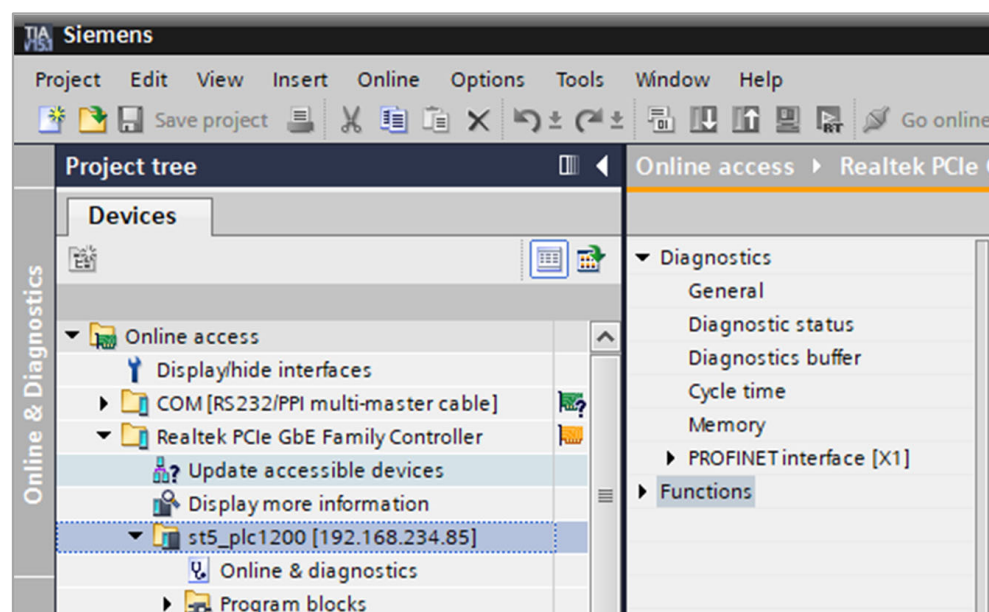 TIA V15.1 Siemens
Project Edit View Insert Online Options Tools Window Help
Save project Go online
Project tree
Online access Realtek PCIe
Devices
Online & Diagnostics
Online access
Display/hide interfaces
COM [RS232/PPI multi-master cable]
Realtek PCIe GbE Family Controller
Update accessible devices
Display more information
st5_plc1200 [192.168.234.85]
Online & diagnostics
Program blocks
Diagnostics
General
Diagnostic status
Diagnostics buffer
Cycle time
Memory
PROFINET interface [X1]
Functions